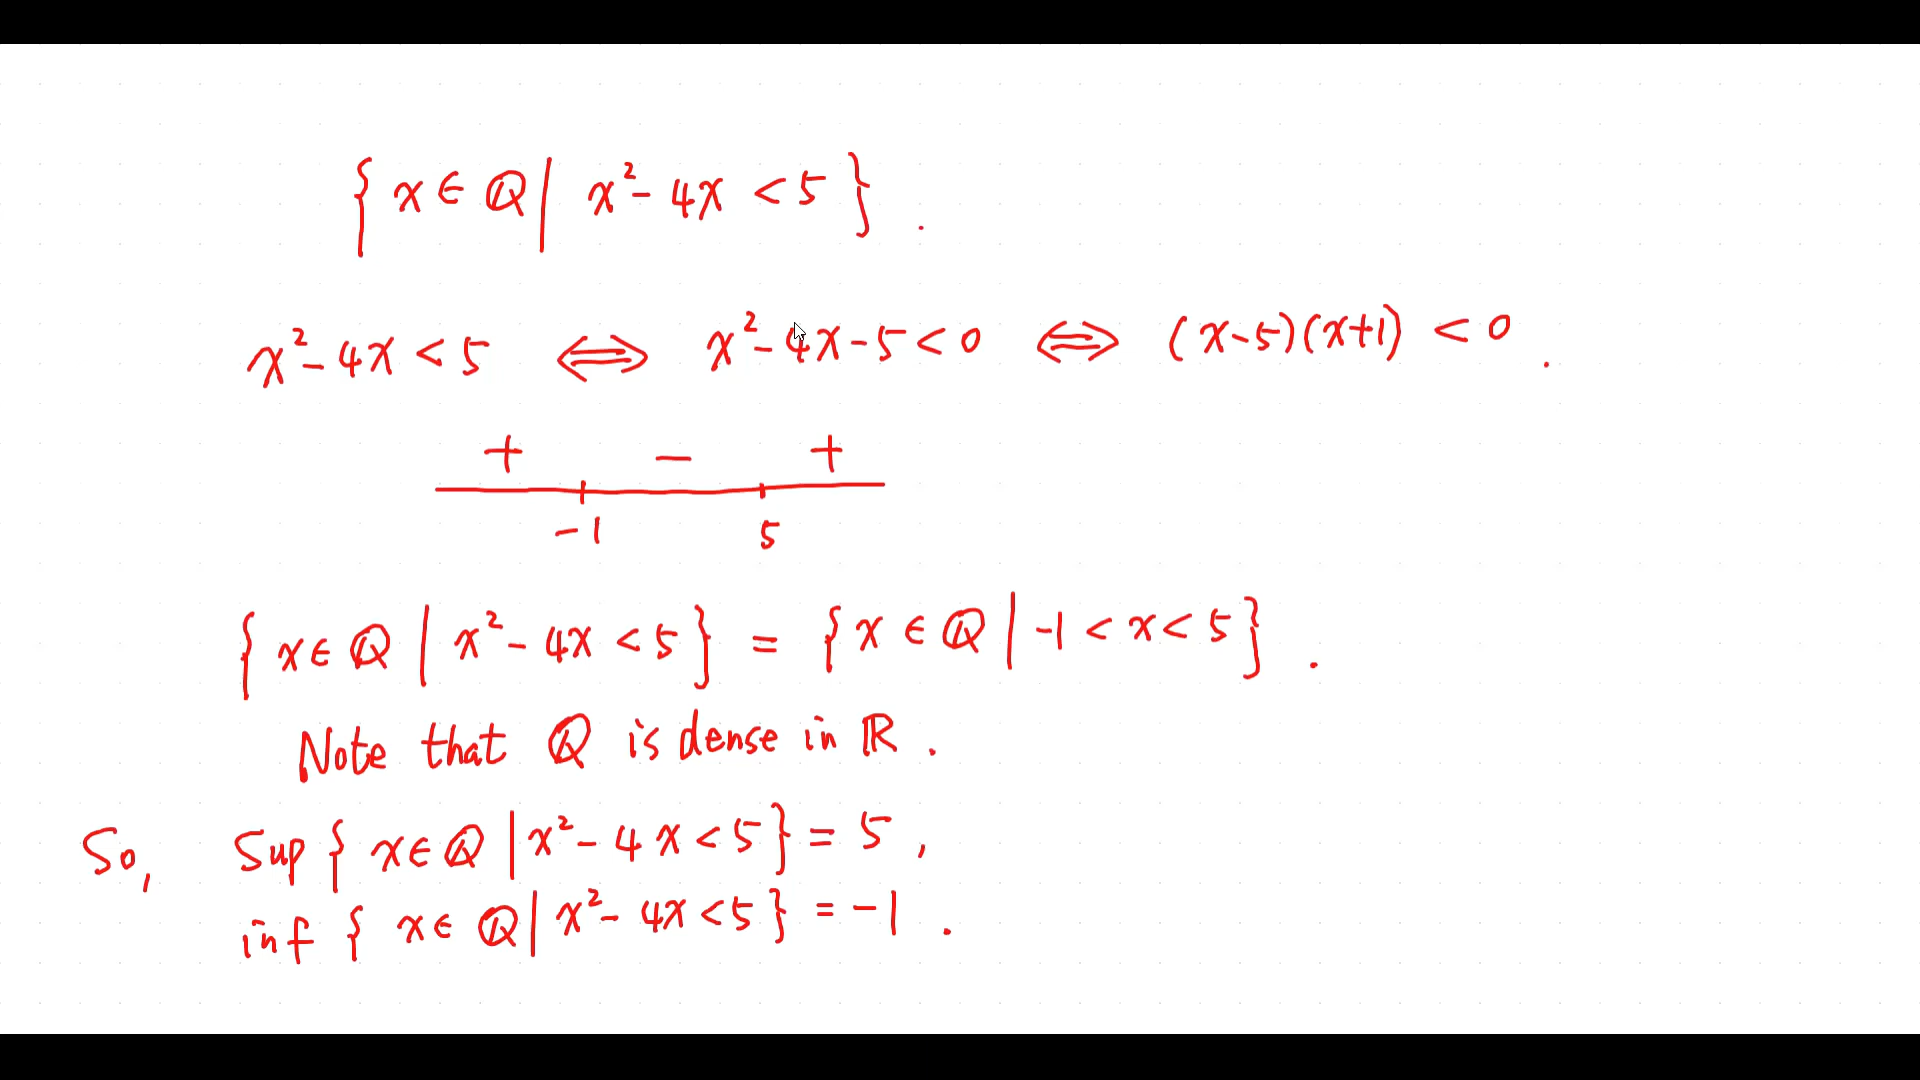 { x ∈ ℚ | x² - 4x < 5 } .
x² - 4x < 5 ⟺ x² - 4x - 5 < 0 ⟺ (x-5)(x+1) < 0 .
+ − +
-1 5
{ x ∈ ℚ | x² - 4x < 5 } = { x ∈ ℚ | -1 < x < 5 } .
Note that ℚ is dense in ℝ .
So, Sup { x ∈ ℚ | x² - 4x < 5 } = 5 ,
inf { x ∈ ℚ | x² - 4x < 5 } = -1 .